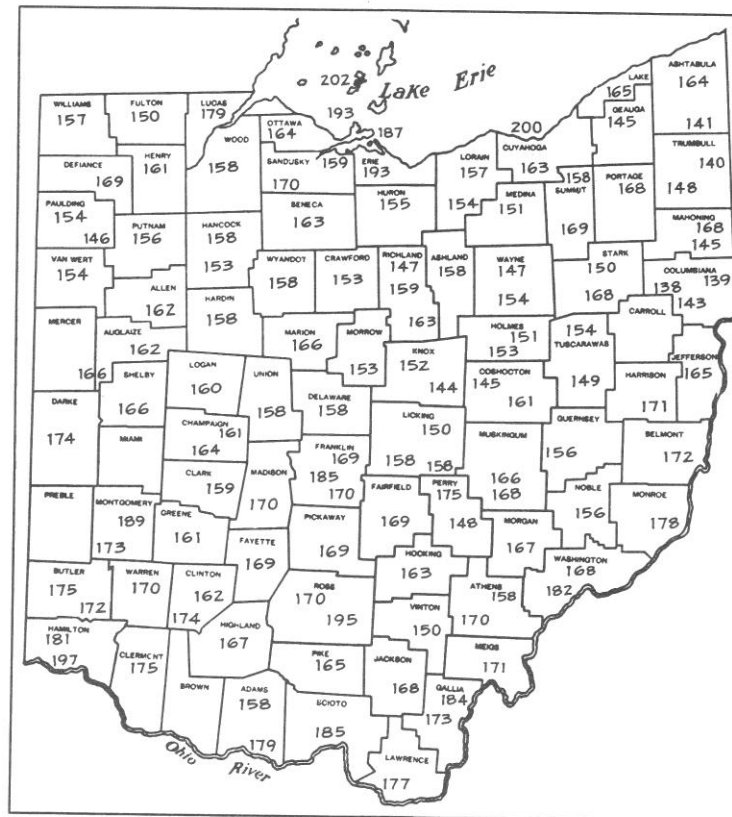 202
Lake Erie
193
187
200
WILLIAMS
157
FULTON
150
LUCAS
179
WOOD
158
OTTAWA
164
SANDUSKY
170
159
ERIE
193
LORAIN
157
154
CUYAHOGA
163
LAKE
165
GEAUGA
145
ASHTABULA
164
141
TRUMBULL
140
148
DEFIANCE
169
HENRY
161
PAULDING
154
146
PUTNAM
156
HANCOCK
158
153
SENECA
163
HURON
155
MEDINA
151
SUMMIT
158
169
PORTAGE
168
MAHONING
168
145
VAN WERT
154
ALLEN
162
HARDIN
158
WYANDOT
158
CRAWFORD
153
RICHLAND
147
159
163
ASHLAND
158
WAYNE
147
154
STARK
150
168
COLUMBIANA
138
139
143
MERCER
166
AUGLAIZE
162
MARION
166
MORROW
153
KNOX
152
144
HOLMES
151
153
TUSCARAWAS
154
149
CARROLL
JEFFERSON
165
HARRISON
171
SHELBY
166
LOGAN
160
UNION
158
DELAWARE
158
COSHOCTON
145
161
DARKE
174
MIAMI
CHAMPAIGN
161
164
CLARK
159
MADISON
170
FRANKLIN
169
185
170
LICKING
150
158
158
MUSKINGUM
166
168
GUERNSEY
156
BELMONT
172
NOBLE
156
MONROE
178
PREBLE
MONTGOMERY
189
173
GREENE
161
FAYETTE
169
PICKAWAY
169
FAIRFIELD
169
PERRY
175
148
MORGAN
167
WASHINGTON
168
182
HOCKING
163
BUTLER
175
172
WARREN
170
CLINTON
162
174
ROSS
170
195
VINTON
150
ATHENS
158
170
MEIGS
171
HAMILTON
181
197
CLERMONT
175
HIGHLAND
167
PIKE
165
JACKSON
168
GALLIA
184
173
BROWN
ADAMS
158
179
SCIOTO
185
LAWRENCE
177
Ohio River